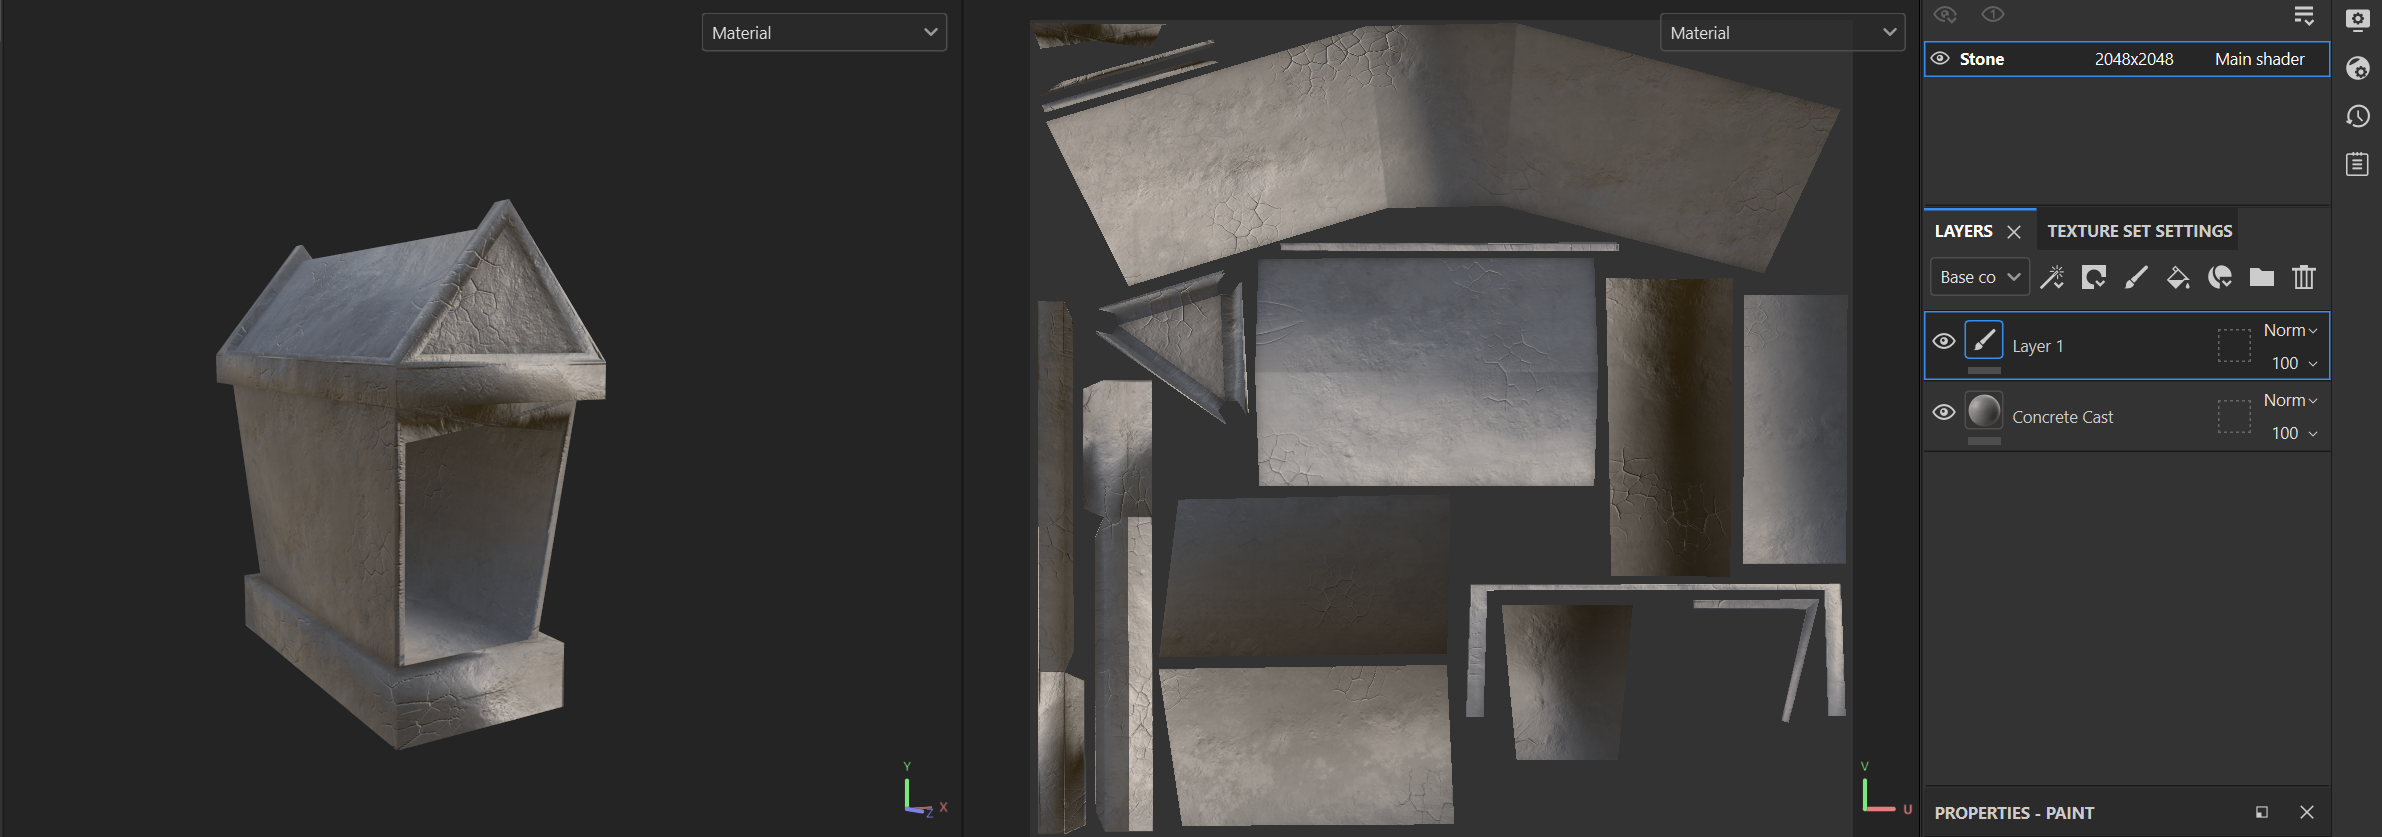 Material
Y
X
Z
Material
V
U
1
Stone 2048x2048 Main shader
LAYERS TEXTURE SET SETTINGS
Base co
Layer 1 Norm
100
Concrete Cast Norm
100
PROPERTIES - PAINT